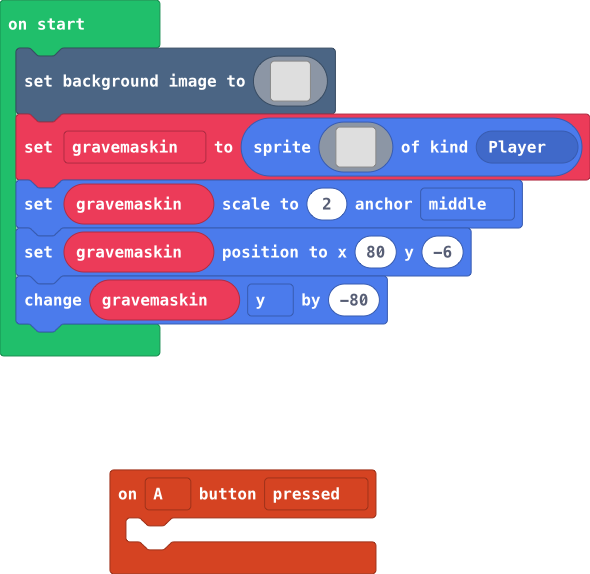 on start
set background image to
set gravemaskin to sprite of kind Player
set gravemaskin scale to 2 anchor middle
set gravemaskin position to x 80 y -6
change gravemaskin y by -80
on A button pressed